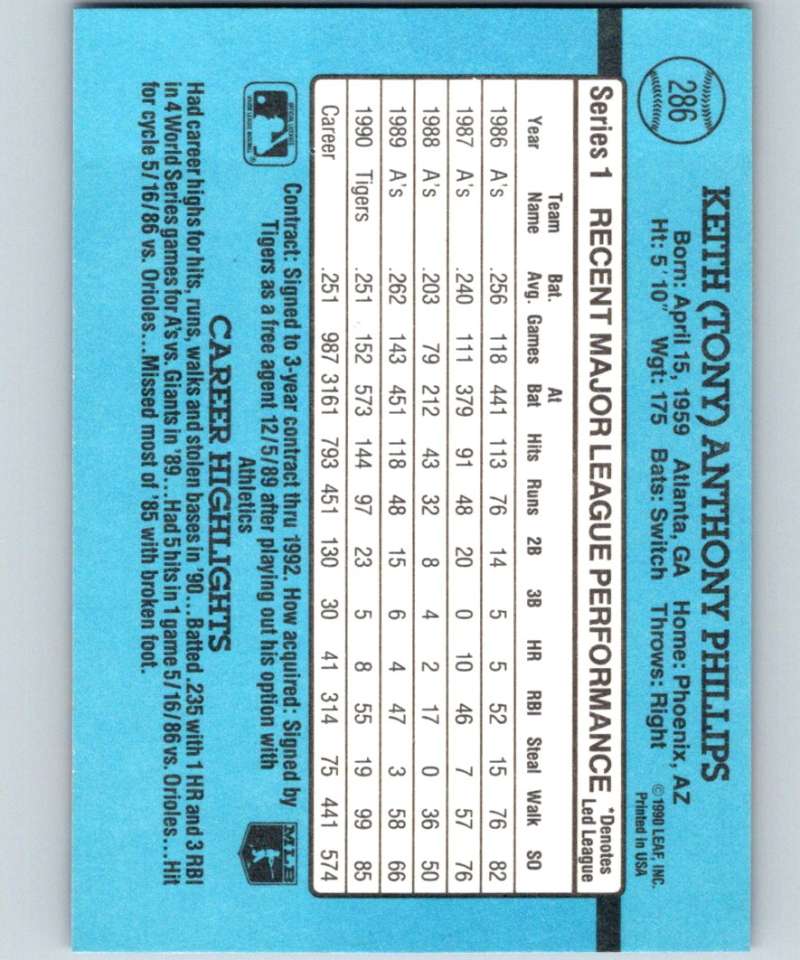 286
KEITH (TONY) ANTHONY PHILLIPS
Born: April 15, 1959 Atlanta, GA Home: Phoenix, AZ
Ht: 5'10" Wgt: 175 Bats: Switch Throws: Right
©1990 LEAF, INC.
Printed in USA
Series 1 RECENT MAJOR LEAGUE PERFORMANCE *Denotes
Led League
Team Bat. At
Year Name Avg. Games Bat Hits Runs 2B 3B HR RBI Steal Walk SO
1986 A's .256 118 441 113 76 14 5 5 52 15 76 82
1987 A's .240 111 379 91 48 20 0 10 46 7 57 76
1988 A's .203 79 212 43 32 8 4 2 17 0 36 50
1989 A's .262 143 451 118 48 15 6 4 47 3 58 66
1990 Tigers .251 152 573 144 97 23 5 8 55 19 99 85
Career .251 987 3161 793 451 130 30 41 314 75 441 574
Contract: Signed to 3-year contract thru 1992. How acquired: Signed by
Tigers as a free agent 12/5/89 after playing out his option with
Athletics
MLB
CAREER HIGHLIGHTS
Had career highs for hits, runs, walks and stolen bases in '90...Batted .235 with 1 HR and 3 RBI
in 4 World Series games for A's vs. Giants in '89...Had 5 hits in 1 game 5/16/86 vs. Orioles...Hit
for cycle 5/16/86 vs. Orioles...Missed most of '85 with broken foot.